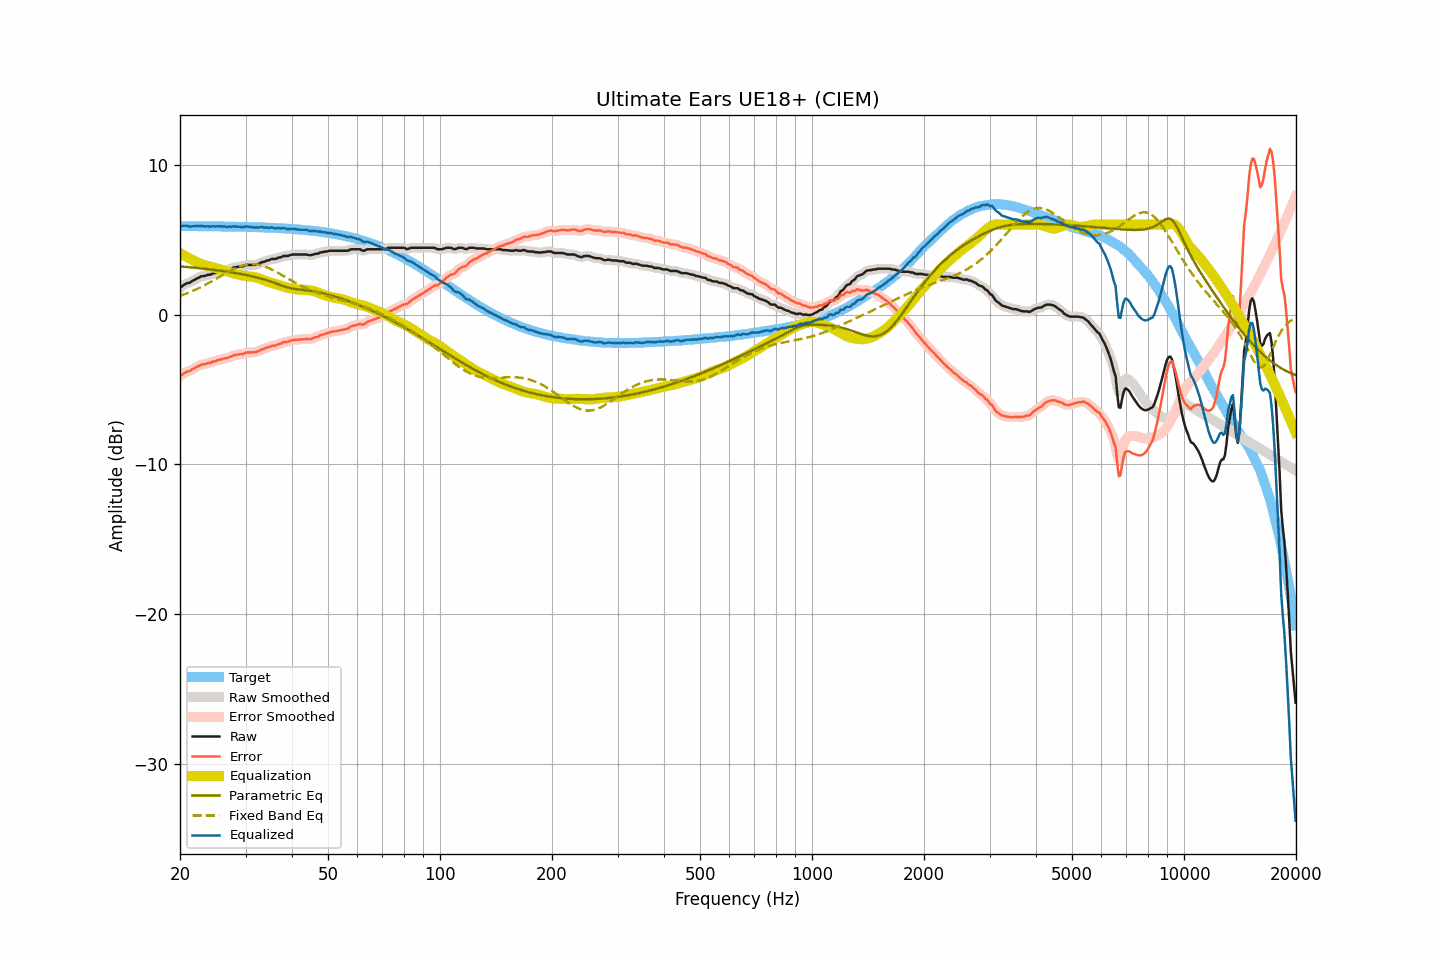 Ultimate Ears UE18+ (CIEM)
Amplitude (dBr)
10
0
−10
−20
−30
Target
Raw Smoothed
Error Smoothed
Raw
Error
Equalization
Parametric Eq
Fixed Band Eq
Equalized
20 50 100 200 500 1000 2000 5000 10000 20000
Frequency (Hz)